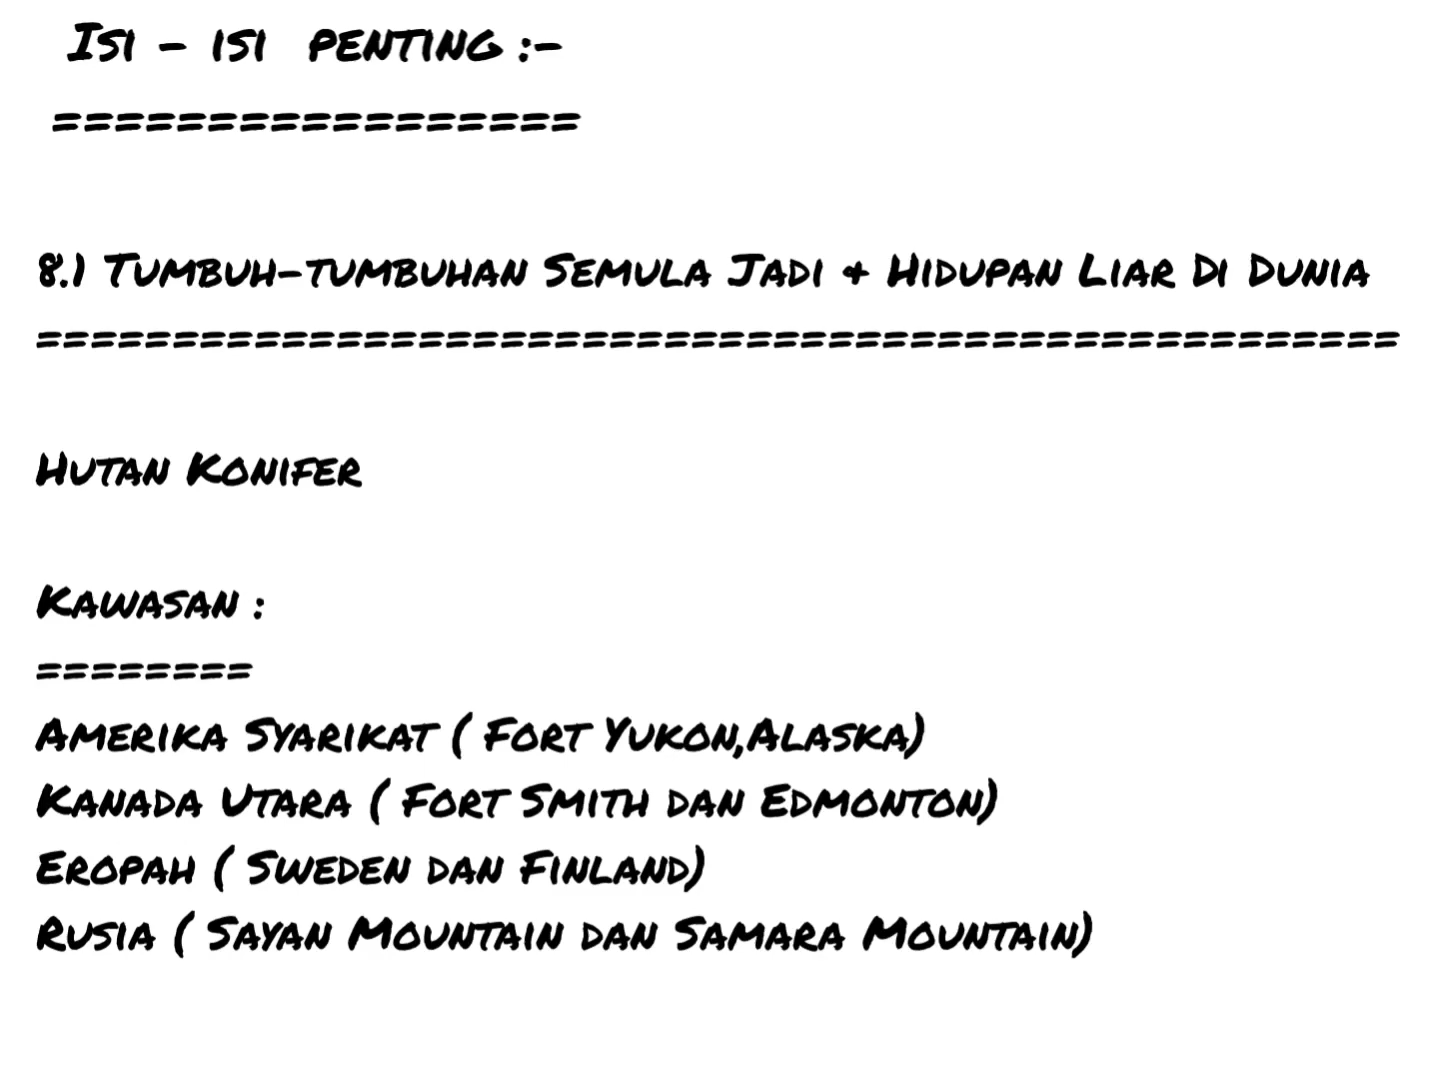 Isi - isi penting :-
=================
8.1 Tumbuh-tumbuhan Semula Jadi & Hidupan Liar Di Dunia
==================================================
Hutan Konifer
Kawasan :
========
Amerika Syarikat ( Fort Yukon,Alaska)
Kanada Utara ( Fort Smith dan Edmonton)
Eropah ( Sweden dan Finland)
Rusia ( Sayan Mountain dan Samara Mountain)